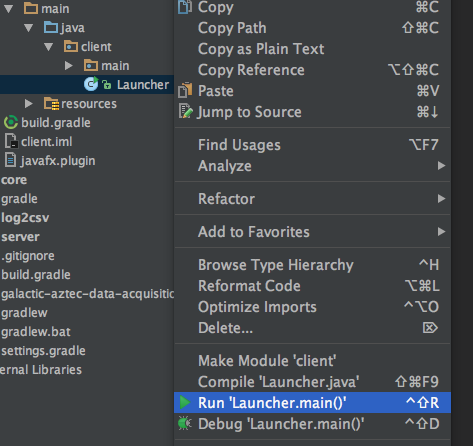 main
java
client
main
Launcher
resources
build.gradle
client.iml
javafx.plugin
core
gradle
log2csv
server
.gitignore
build.gradle
galactic-aztec-data-acquisitic
gradlew
gradlew.bat
settings.gradle
ernal Libraries
Copy ⌘C
Copy Path ⇧⌘C
Copy as Plain Text
Copy Reference ⌥⇧⌘C
Paste ⌘V
Jump to Source ⌘↓
Find Usages ⌥F7
Analyze
Refactor
Add to Favorites
Browse Type Hierarchy ^H
Reformat Code ⌥⌘L
Optimize Imports ^⌥O
Delete... ⌦
Make Module 'client'
Compile 'Launcher.java' ⇧⌘F9
Run 'Launcher.main()' ^⇧R
Debug 'Launcher.main()' ^⇧D